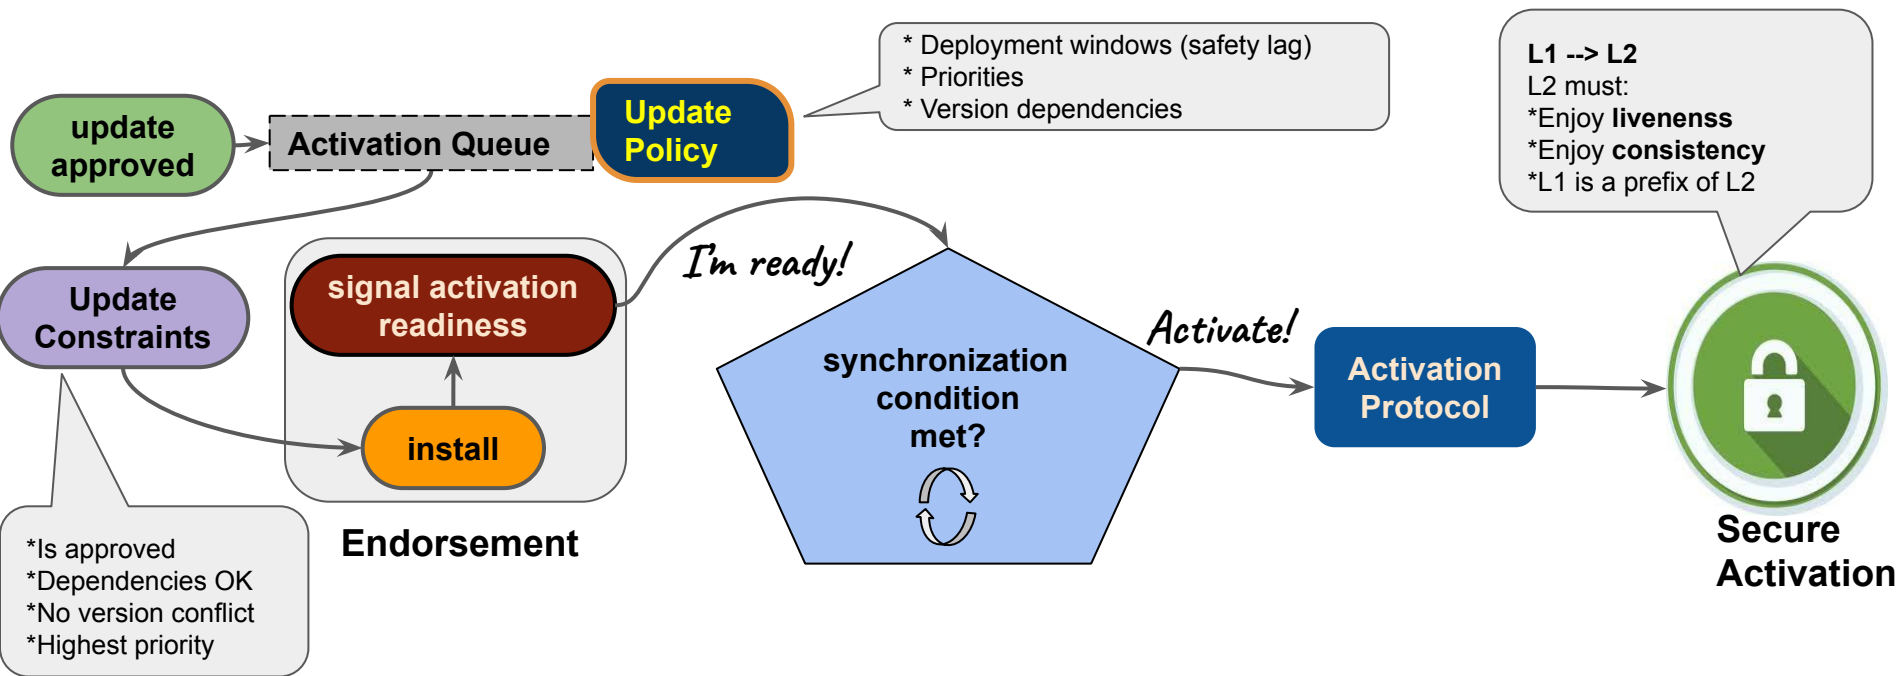 update
approved
Activation Queue
Update
Policy
* Deployment windows (safety lag)
* Priorities
* Version dependencies
L1 --> L2
L2 must:
*Enjoy livenenss
*Enjoy consistency
*L1 is a prefix of L2
Update
Constraints
signal activation
readiness
install
Endorsement
I'm ready!
synchronization
condition
met?
Activate!
Activation
Protocol
Secure
Activation
*Is approved
*Dependencies OK
*No version conflict
*Highest priority